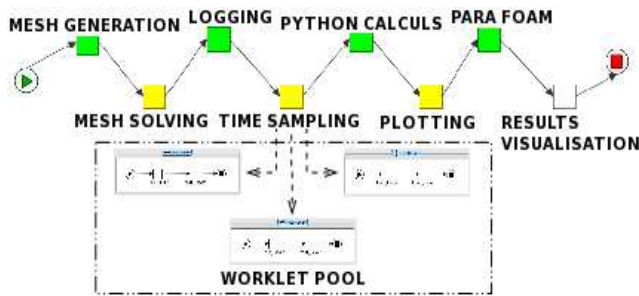 MESH GENERATION
LOGGING
PYTHON CALCULS
PARA FOAM
MESH SOLVING
TIME SAMPLING
PLOTTING
RESULTS
VISUALISATION
WORKLET POOL